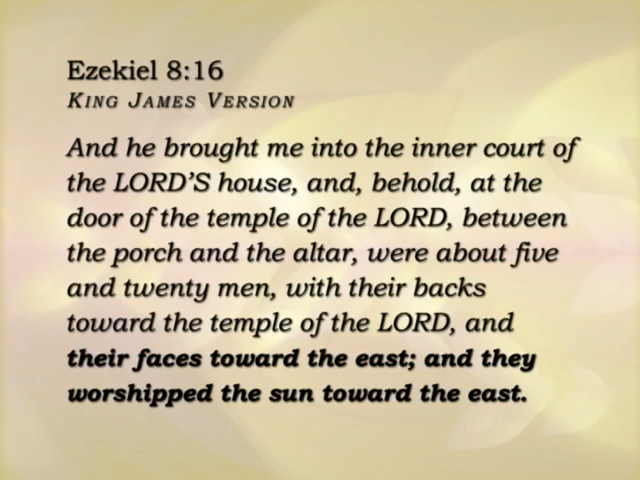 Ezekiel 8:16
KING JAMES VERSION
And he brought me into the inner court of
the LORD'S house, and, behold, at the
door of the temple of the LORD, between
the porch and the altar, were about five
and twenty men, with their backs
toward the temple of the LORD, and
their faces toward the east; and they
worshipped the sun toward the east.